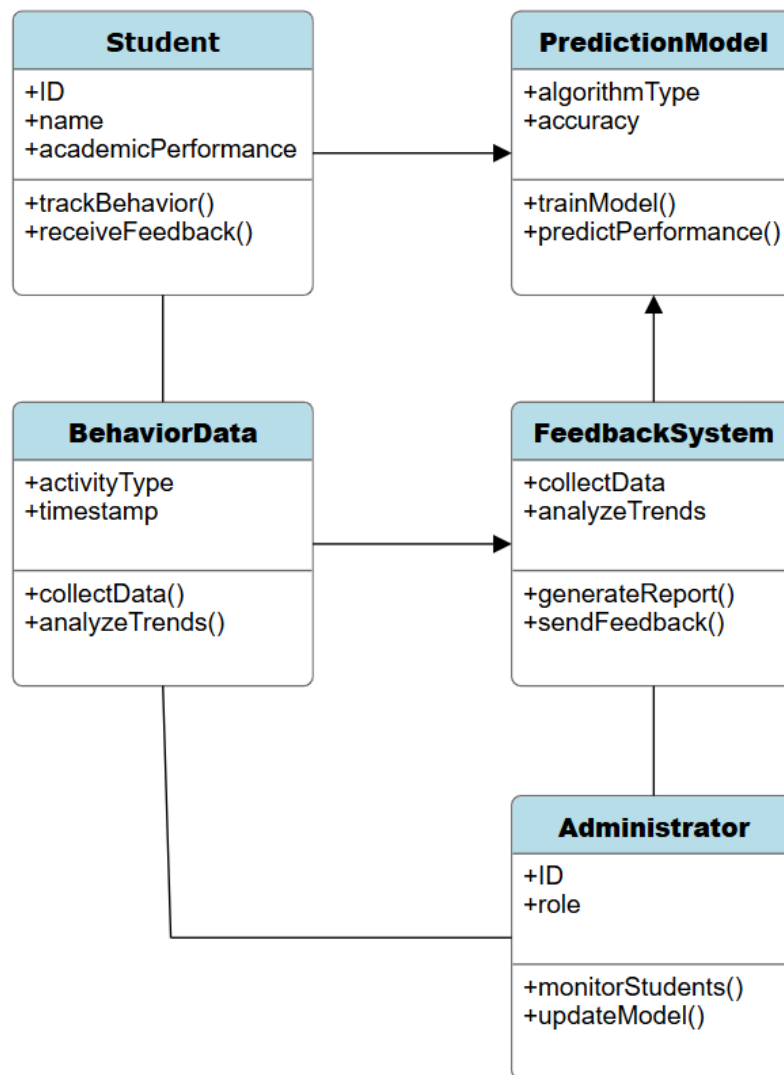 Student
+ID
+name
+academicPerformance
+trackBehavior()
+receiveFeedback()
PredictionModel
+algorithmType
+accuracy
+trainModel()
+predictPerformance()
BehaviorData
+activityType
+timestamp
+collectData()
+analyzeTrends()
FeedbackSystem
+collectData
+analyzeTrends
+generateReport()
+sendFeedback()
Administrator
+ID
+role
+monitorStudents()
+updateModel()